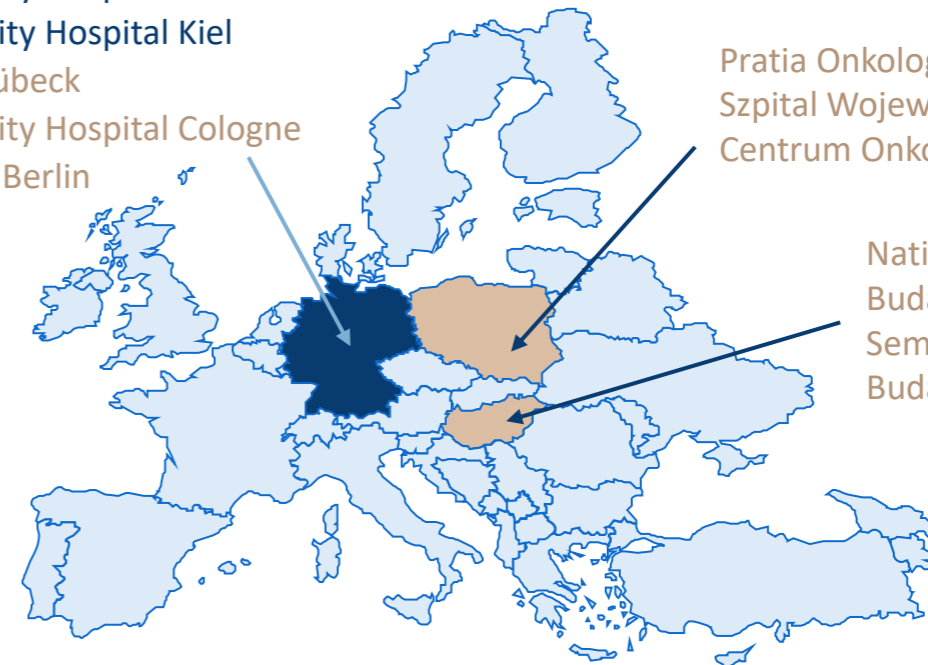 ity Hospital Kiel
übeck
ity Hospital Cologne
Berlin
Pratia Onkolog
Szpital Wojew
Centrum Onko
Nati
Buda
Sem
Buda